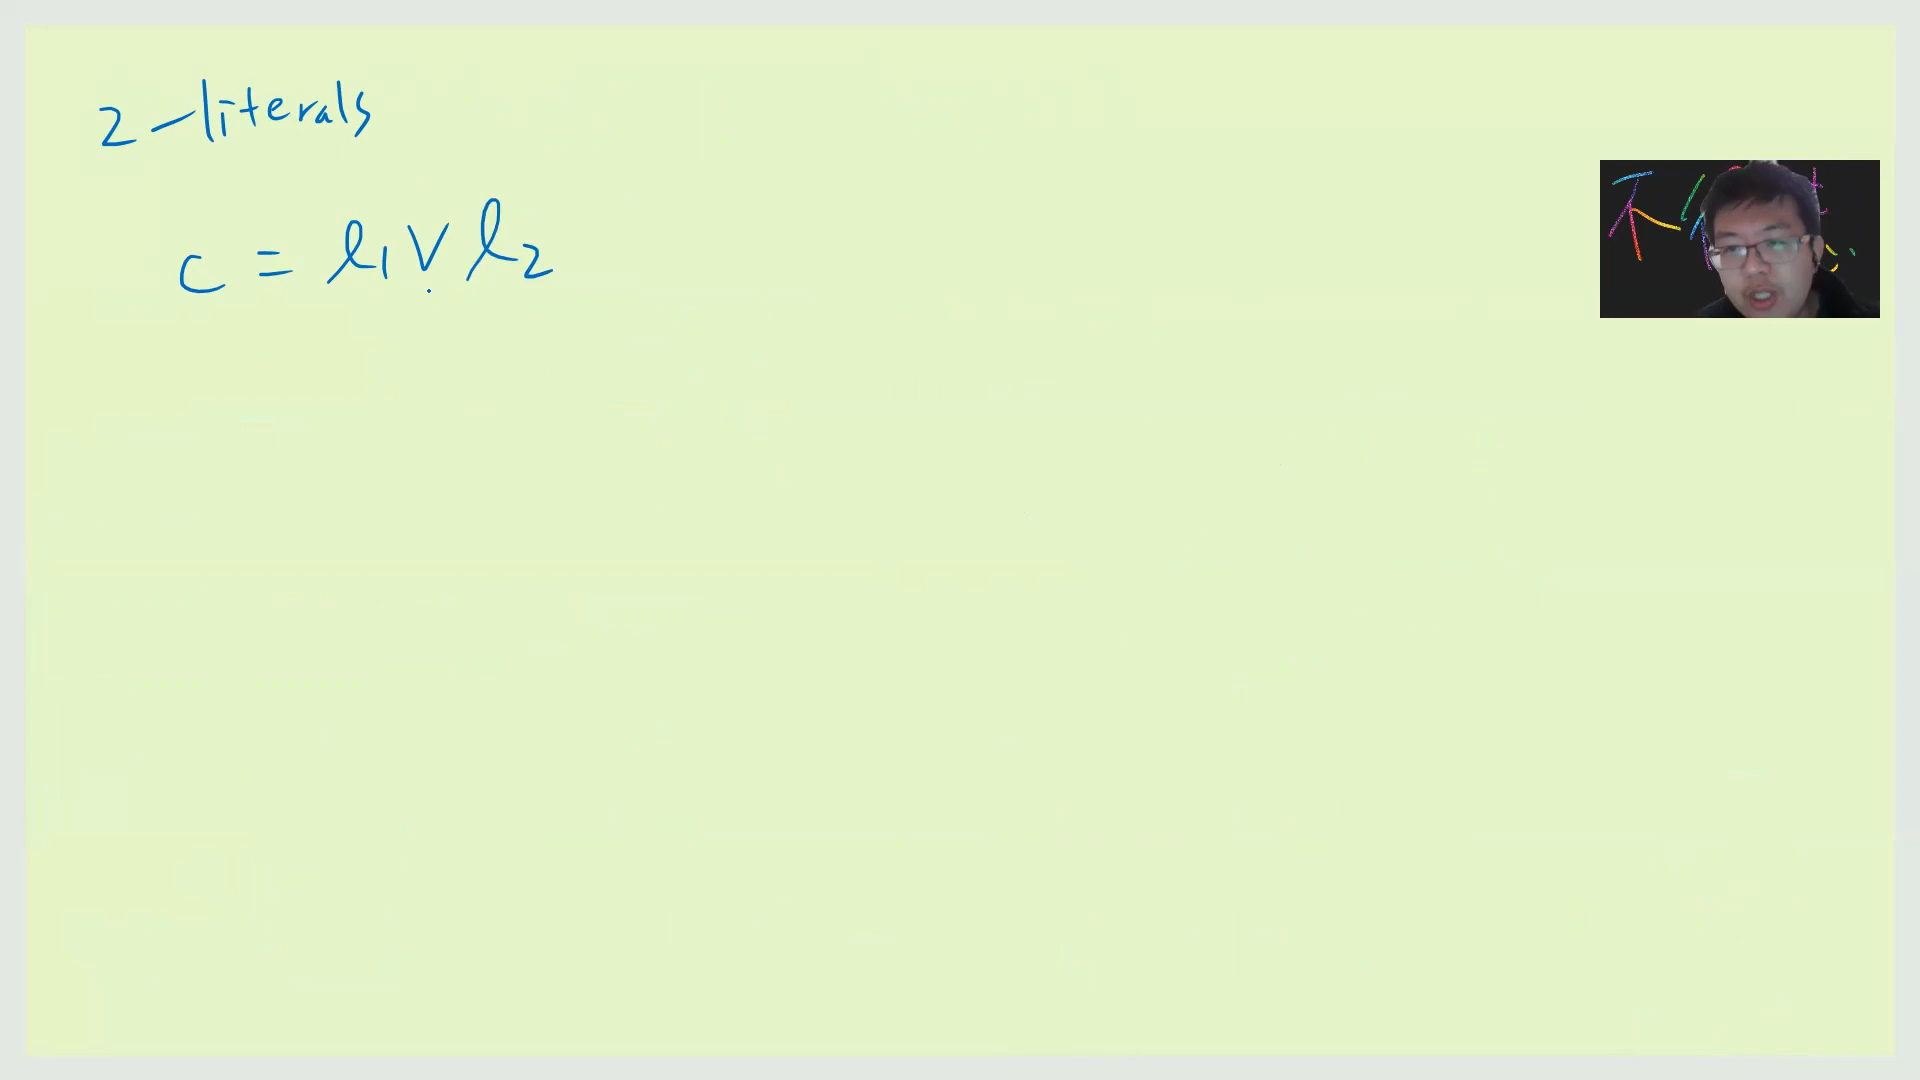 2-literals
c = l₁ ∨ l₂